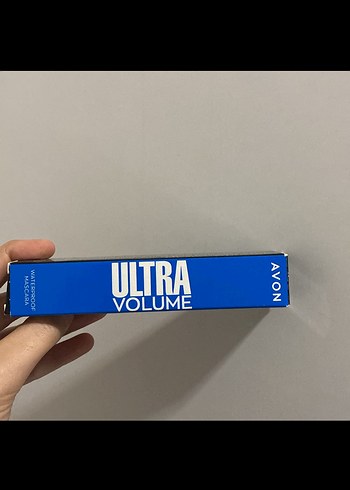 WATERPROOF
MASCARA
ULTRA
VOLUME
AVON